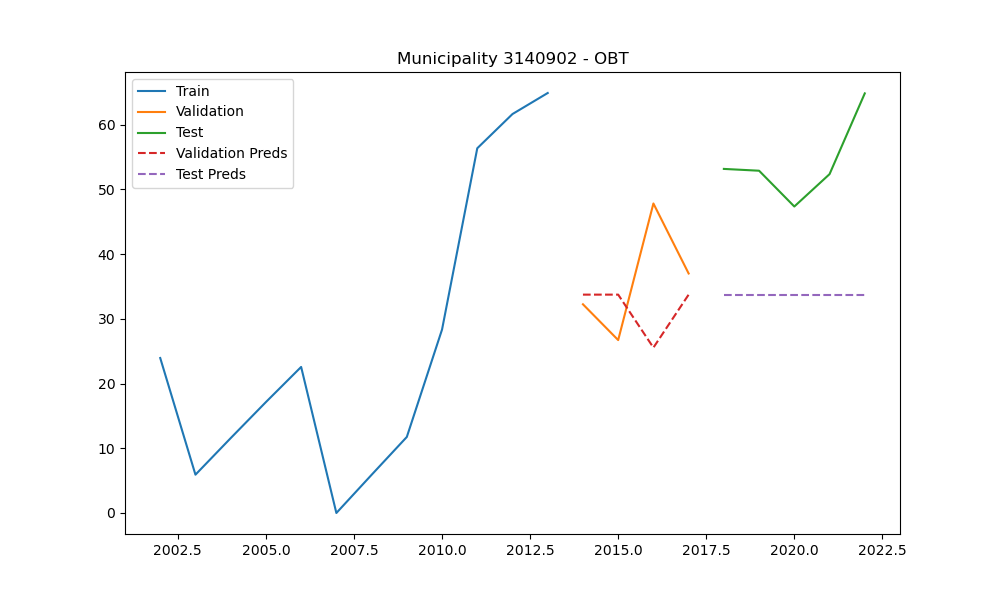 Municipality 3140902 - OBT
Train
Validation
Test
Validation Preds
Test Preds
60
50
40
30
20
10
0
2002.5 2005.0 2007.5 2010.0 2012.5 2015.0 2017.5 2020.0 2022.5